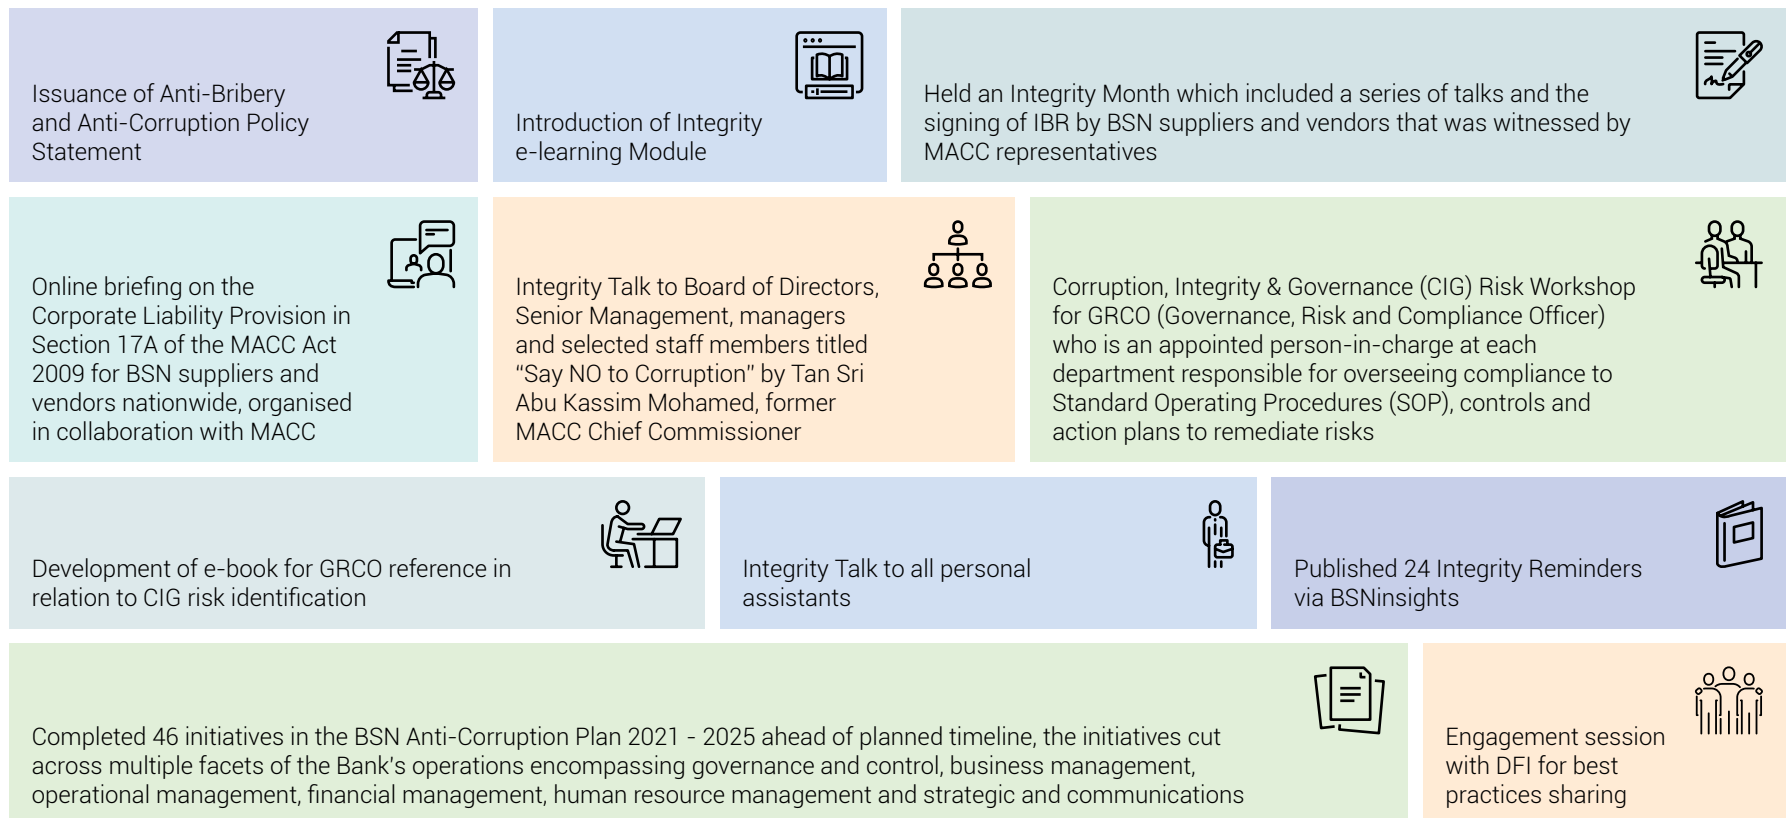 Issuance of Anti-Bribery
and Anti-Corruption Policy
Statement
Introduction of Integrity
e-learning Module
Held an Integrity Month which included a series of talks and the
signing of IBR by BSN suppliers and vendors that was witnessed by
MACC representatives
Online briefing on the
Corporate Liability Provision in
Section 17A of the MACC Act
2009 for BSN suppliers and
vendors nationwide, organised
in collaboration with MACC
Integrity Talk to Board of Directors,
Senior Management, managers
and selected staff members titled
“Say NO to Corruption” by Tan Sri
Abu Kassim Mohamed, former
MACC Chief Commissioner
Corruption, Integrity & Governance (CIG) Risk Workshop
for GRCO (Governance, Risk and Compliance Officer)
who is an appointed person-in-charge at each
department responsible for overseeing compliance to
Standard Operating Procedures (SOP), controls and
action plans to remediate risks
Development of e-book for GRCO reference in
relation to CIG risk identification
Integrity Talk to all personal
assistants
Published 24 Integrity Reminders
via BSNinsights
Completed 46 initiatives in the BSN Anti-Corruption Plan 2021 - 2025 ahead of planned timeline, the initiatives cut
across multiple facets of the Bank’s operations encompassing governance and control, business management,
operational management, financial management, human resource management and strategic and communications
Engagement session
with DFI for best
practices sharing